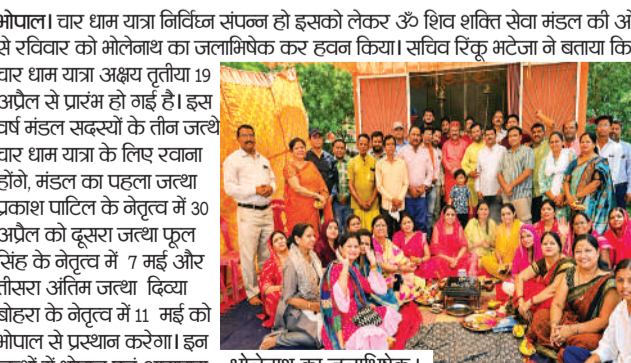 भोपाल। चार धाम यात्रा निर्विघ्न संपन्न हो इसको लेकर ॐ शिव शक्ति सेवा मंडल की
से रविवार को भोलेनाथ का जलाभिषेक कर हवन किया। सचिव रिंकू भटेजा ने बताया कि
चार धाम यात्रा अक्षय तृतीया 19
अप्रैल से प्रारंभ हो गई है। इस
वर्ष मंडल सदस्यों के तीन जत्थे
चार धाम यात्रा के लिए रवाना
होंगे, मंडल का पहला जत्था
प्रकाश पाटिल के नेतृत्व में 30
अप्रैल को दूसरा जत्था फूल
सिंह के नेतृत्व में 7 मई और
तीसरा अंतिम जत्था दिव्या
बोहरा के नेतृत्व में 11 मई को
भोपाल से प्रस्थान करेगा। इन
भोलेनाथ का जलाभिषेक।